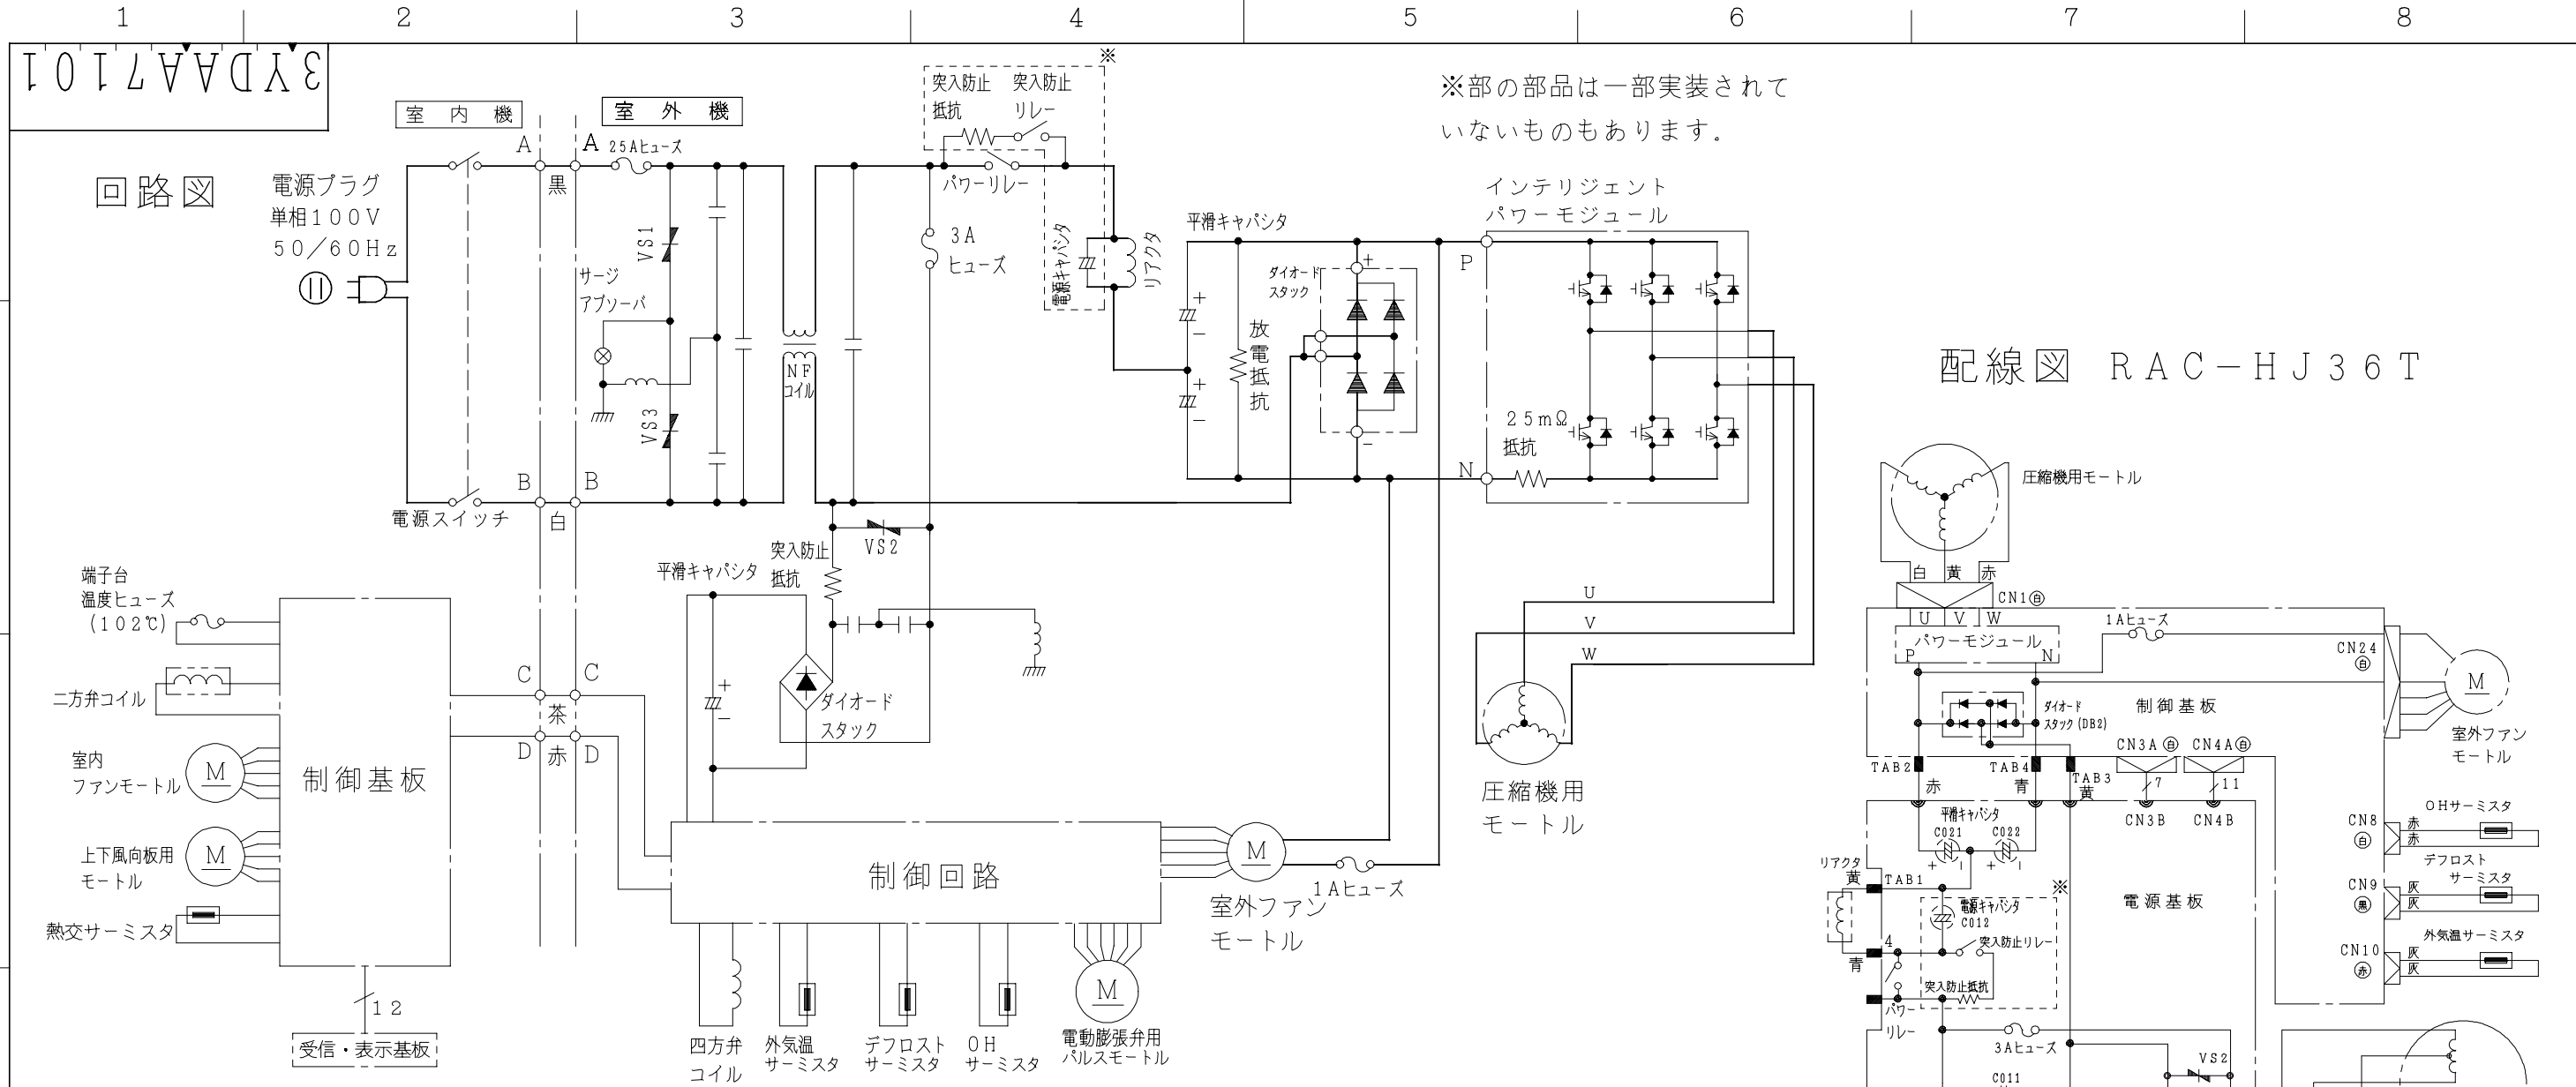 1 2 3 4 5 6 7 8
3YDAA7101
回路図
電源プラグ
単相100V
50/60Hz
室内機
室外機
A
A
黒
25Aヒューズ
VS1
サージ
アブソーバ
VS3
NF
コイル
B
B
白
電源スイッチ
※
突入防止
抵抗
突入防止
リレー
パワーリレー
3A
ヒューズ
電源キャパシタ
リアクタ
※部の部品は一部実装されて
いないものもあります。
平滑キャパシタ
+
-
+
-
放電抵抗
ダイオード
スタック
+
-
インテリジェント
パワーモジュール
P
N
25mΩ
抵抗
VS2
突入防止
抵抗
平滑キャパシタ
+
-
ダイオード
スタック
U
V
W
圧縮機用
モートル
端子台
温度ヒューズ
(102℃)
二方弁コイル
室内
ファンモートル
M
上下風向板用
モートル
M
熱交サーミスタ
制御基板
12
受信・表示基板
C
C
茶
D
赤
D
制御回路
M
室外ファン
モートル
1Aヒューズ
四方弁
コイル
外気温
サーミスタ
デフロスト
サーミスタ
OH
サーミスタ
M
電動膨張弁用
パルスモートル
配線図 RAC-HJ36T
圧縮機用モートル
白 黄 赤
CN1白
U V W
パワーモジュール
P
N
1Aヒューズ
CN24
白
M
室外ファン
モートル
ダイオード
スタック(DB2)
制御基板
TAB2
赤
TAB4
青
TAB3
黄
CN3A白
CN4A白
7
11
CN3B
CN4B
平滑キャパシタ
C021
C022
+
+
リアクタ
黄
TAB1
※
電源キャパシタ
C012
電源基板
4
青
突入防止リレー
突入防止抵抗
パワー
リレー
3Aヒューズ
VS2
C011
CN8
白
赤
赤
OHサーミスタ
CN9
黒
灰
灰
デフロスト
サーミスタ
CN10
赤
灰
灰
外気温サーミスタ